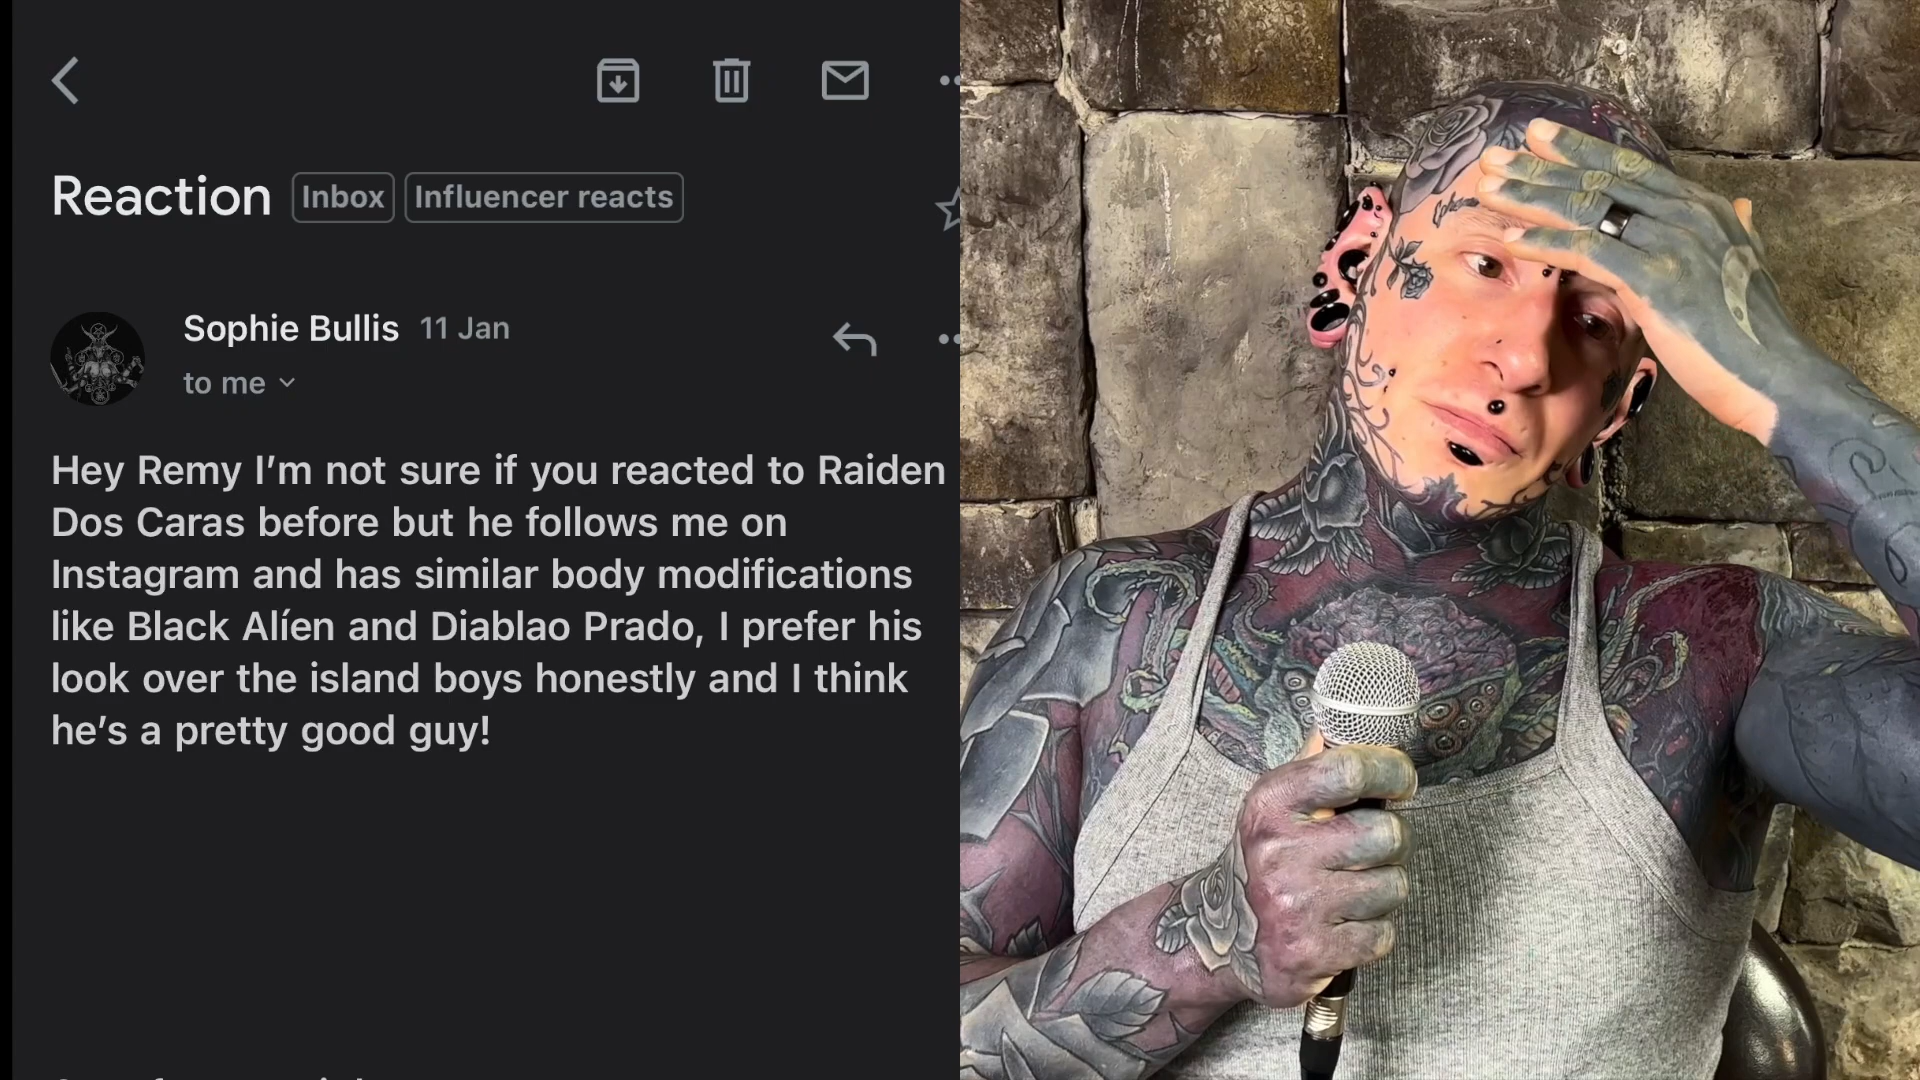 Reaction Inbox Influencer reacts
Sophie Bullis 11 Jan
to me
Hey Remy I’m not sure if you reacted to Raiden
Dos Caras before but he follows me on
Instagram and has similar body modifications
like Black Alíen and Diablao Prado, I prefer his
look over the island boys honestly and I think
he’s a pretty good guy!